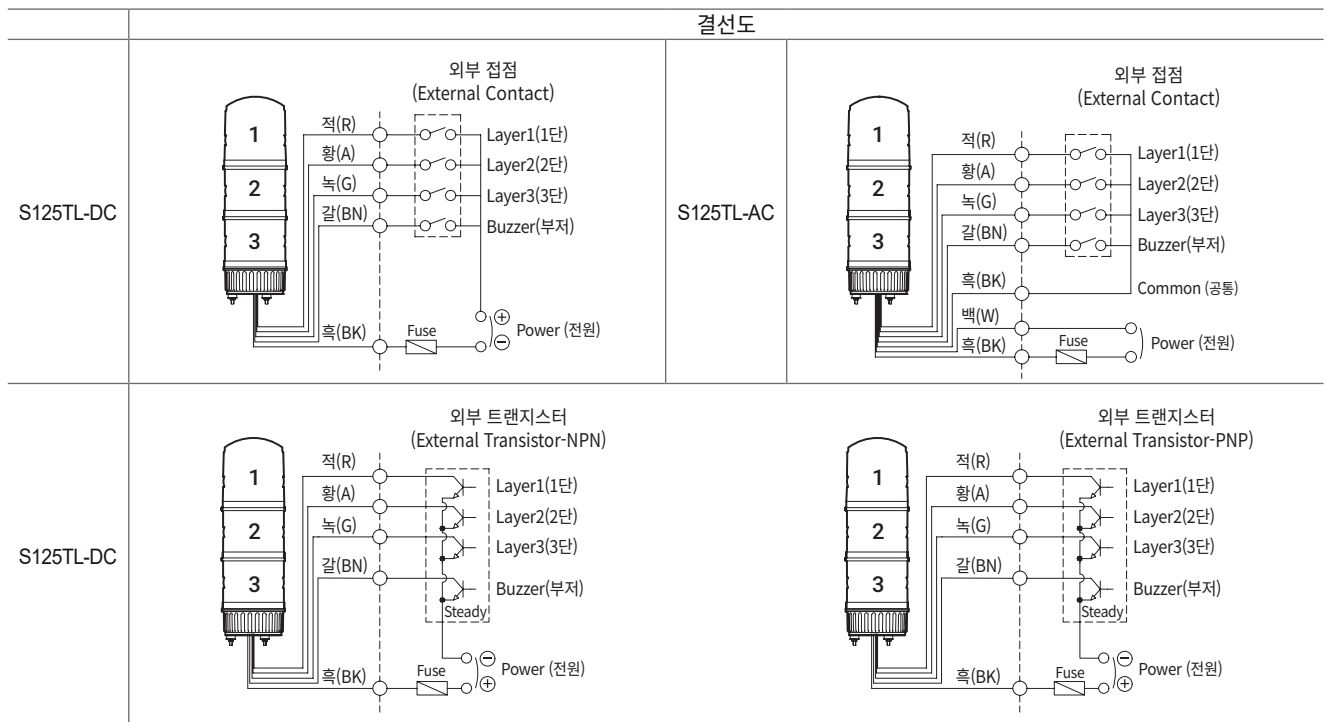 결선도
S125TL-DC
외부 접점
(External Contact)
1
2
3
적(R)
황(A)
녹(G)
갈(BN)
흑(BK)
Layer1(1단)
Layer2(2단)
Layer3(3단)
Buzzer(부저)
Fuse
⊕
⊖
Power (전원)
S125TL-AC
외부 접점
(External Contact)
1
2
3
적(R)
황(A)
녹(G)
갈(BN)
흑(BK)
백(W)
흑(BK)
Layer1(1단)
Layer2(2단)
Layer3(3단)
Buzzer(부저)
Common (공통)
Fuse
Power (전원)
S125TL-DC
외부 트랜지스터
(External Transistor-NPN)
1
2
3
적(R)
황(A)
녹(G)
갈(BN)
흑(BK)
Layer1(1단)
Layer2(2단)
Layer3(3단)
Buzzer(부저)
Steady
Fuse
⊖
⊕
Power (전원)
외부 트랜지스터
(External Transistor-PNP)
1
2
3
적(R)
황(A)
녹(G)
갈(BN)
흑(BK)
Layer1(1단)
Layer2(2단)
Layer3(3단)
Buzzer(부저)
Steady
Fuse
⊖
⊕
Power (전원)